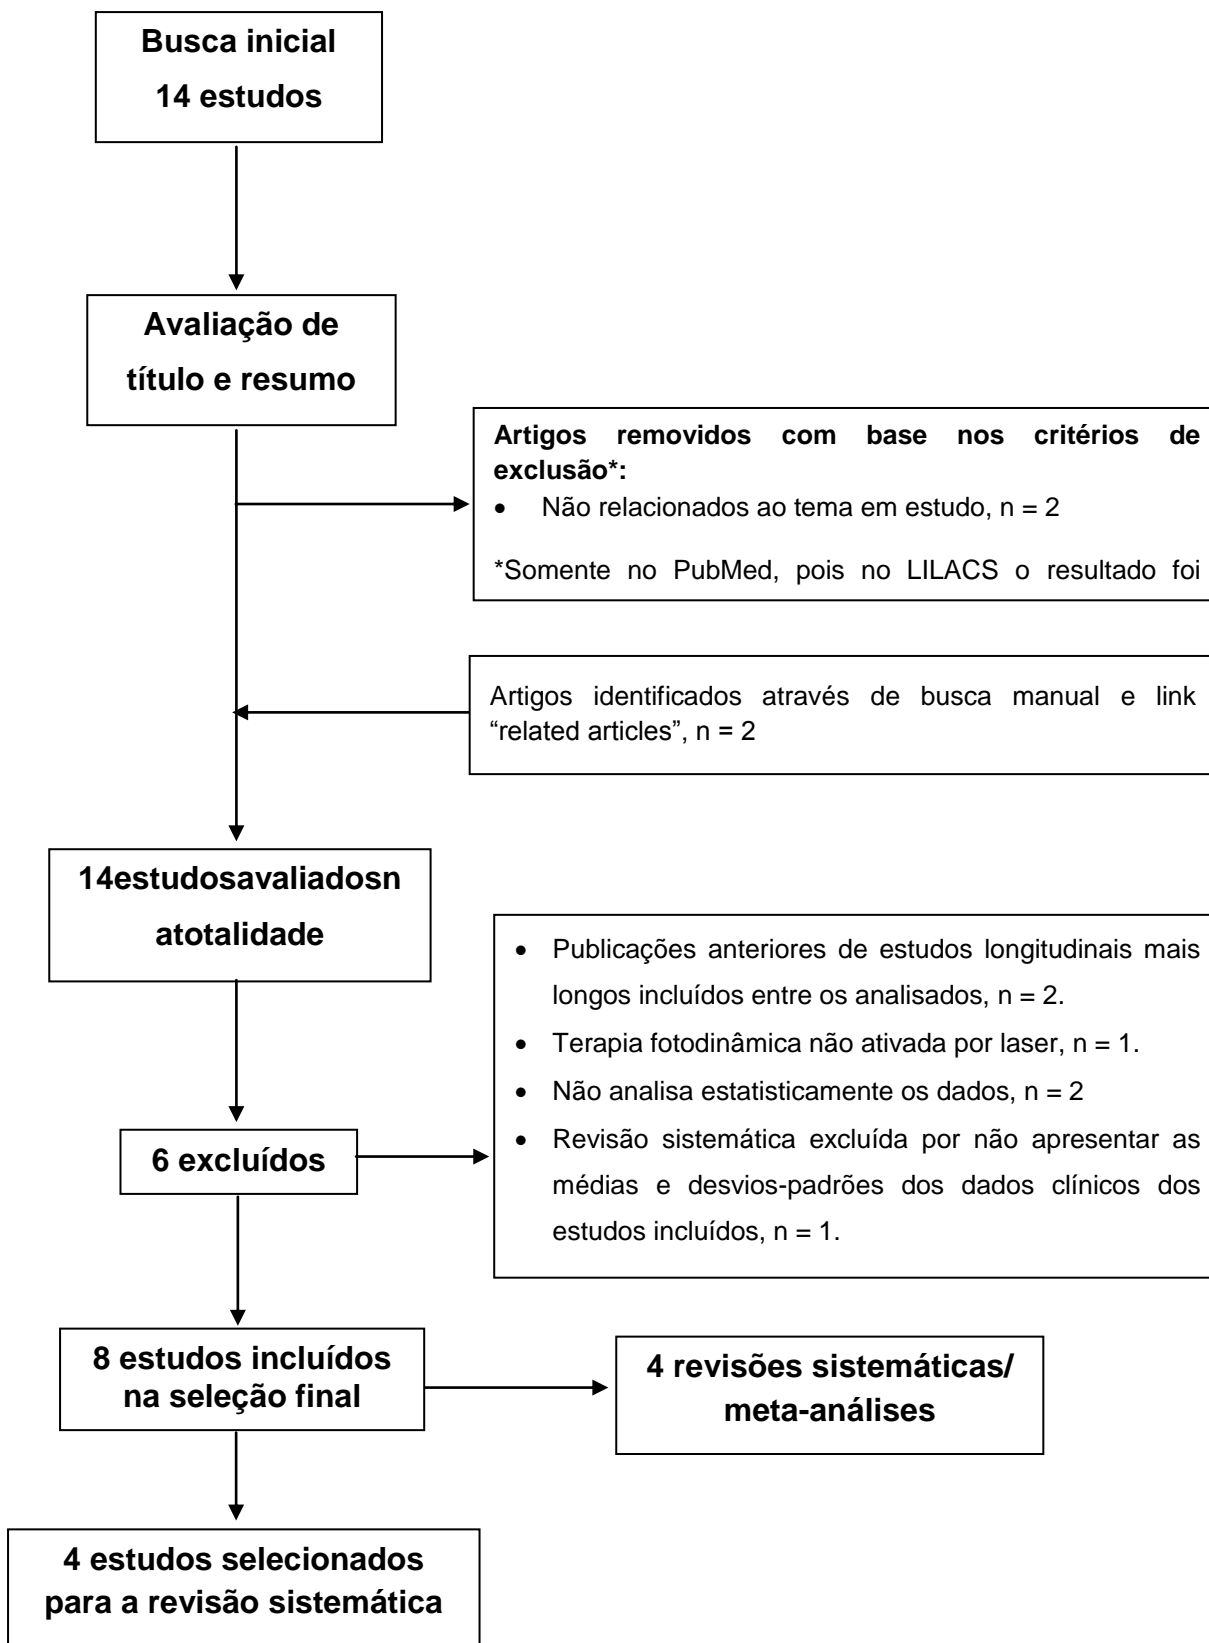 Busca inicial
14 estudos
Avaliação de
título e resumo
Artigos removidos com base nos critérios de
exclusão*:
• Não relacionados ao tema em estudo, n = 2
*Somente no PubMed, pois no LILACS o resultado foi
Artigos identificados através de busca manual e link
“related articles”, n = 2
14estudosavaliadosn
atotalidade
• Publicações anteriores de estudos longitudinais mais
longos incluídos entre os analisados, n = 2.
• Terapia fotodinâmica não ativada por laser, n = 1.
• Não analisa estatisticamente os dados, n = 2
• Revisão sistemática excluída por não apresentar as
médias e desvios-padrões dos dados clínicos dos
estudos incluídos, n = 1.
6 excluídos
8 estudos incluídos
na seleção final
4 revisões sistemáticas/
meta-análises
4 estudos selecionados
para a revisão sistemática